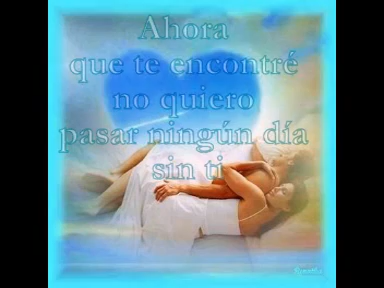 Ahora
que te encontré
no quiero
pasar ningún día
sin ti